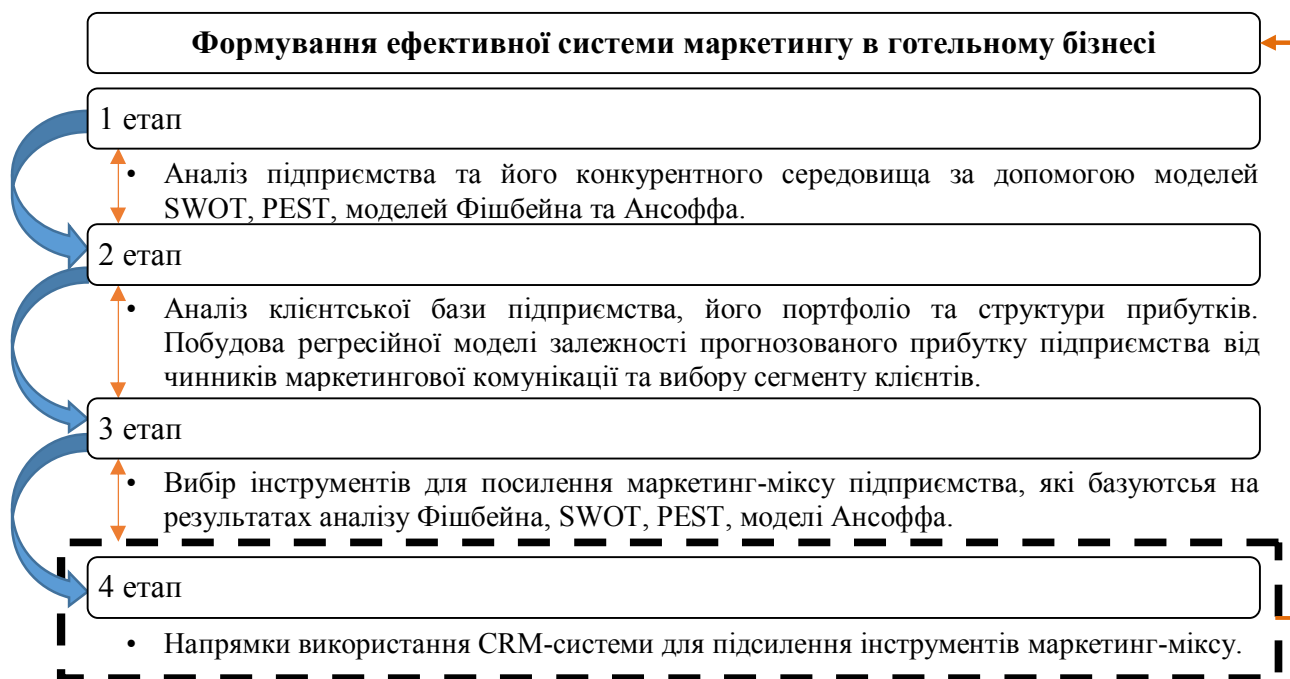 Формування ефективної системи маркетингу в готельному бізнесі
1 етап
• Аналіз підприємства та його конкурентного середовища за допомогою моделей
SWOT, PEST, моделей Фішбейна та Ансоффа.
2 етап
• Аналіз клієнтської бази підприємства, його портфоліо та структури прибутків.
Побудова регресійної моделі залежності прогнозованого прибутку підприємства від
чинників маркетингової комунікації та вибору сегменту клієнтів.
3 етап
• Вибір інструментів для посилення маркетинг-міксу підприємства, які базуютсья на
результатах аналізу Фішбейна, SWOT, PEST, моделі Ансоффа.
4 етап
• Напрямки використання CRM-системи для підсилення інструментів маркетинг-міксу.